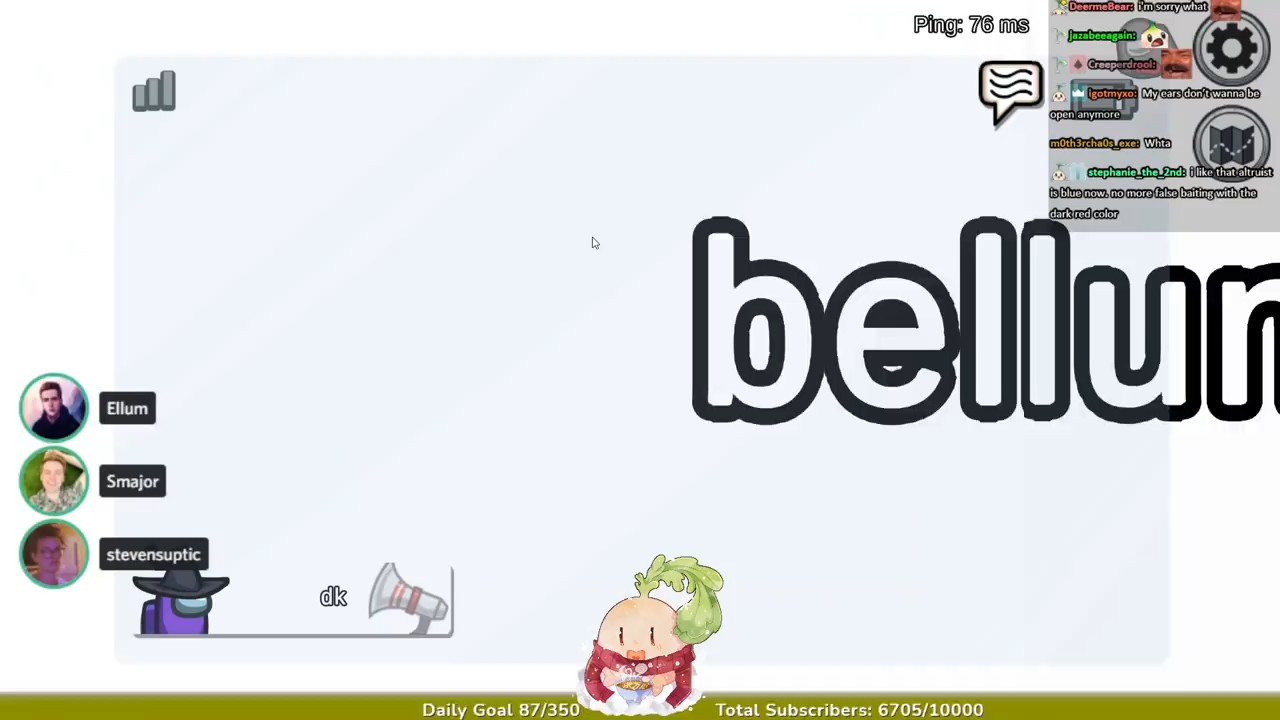 Ping: 76 ms
DeermeBear: i'm sorry what
jazabeeagain:
Creeperdrool:
igotmyxo: My ears don't wanna be
open anymore
m0th3rcha0s_exe: Whta
stephanie_the_2nd: i like that altruist
is blue now. no more false baiting with the
dark red color
Ellum
Smajor
stevensuptic
dk
Daily Goal 87/350
Total Subscribers: 6705/10000